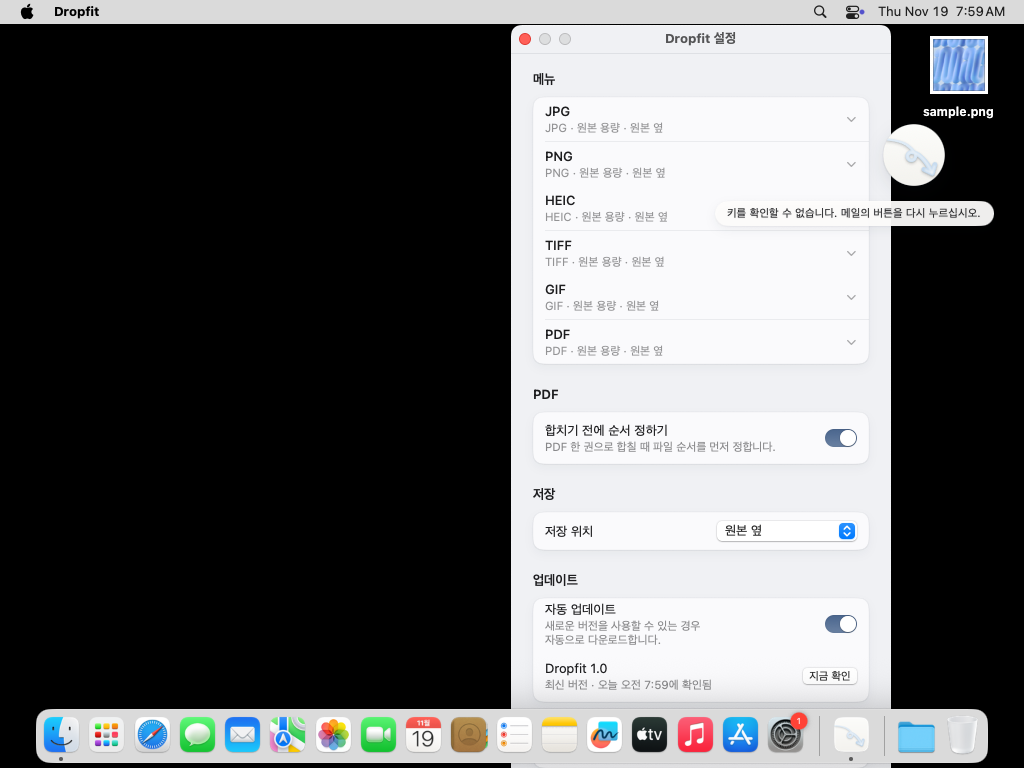 Dropfit
Thu Nov 19 7:59 AM
Dropfit 설정
sample.png
메뉴
JPG
JPG · 원본 용량 · 원본 옆
PNG
PNG · 원본 용량 · 원본 옆
HEIC
HEIC · 원본 용량 · 원본 옆
키를 확인할 수 없습니다. 메일의 버튼을 다시 누르십시오.
TIFF
TIFF · 원본 용량 · 원본 옆
GIF
GIF · 원본 용량 · 원본 옆
PDF
PDF · 원본 용량 · 원본 옆
PDF
합치기 전에 순서 정하기
PDF 한 권으로 합칠 때 파일 순서를 먼저 정합니다.
저장
저장 위치
원본 옆
업데이트
자동 업데이트
새로운 버전을 사용할 수 있는 경우
자동으로 다운로드합니다.
Dropfit 1.0
최신 버전 · 오늘 오전 7:59에 확인됨
지금 확인
11월
19
tv
1